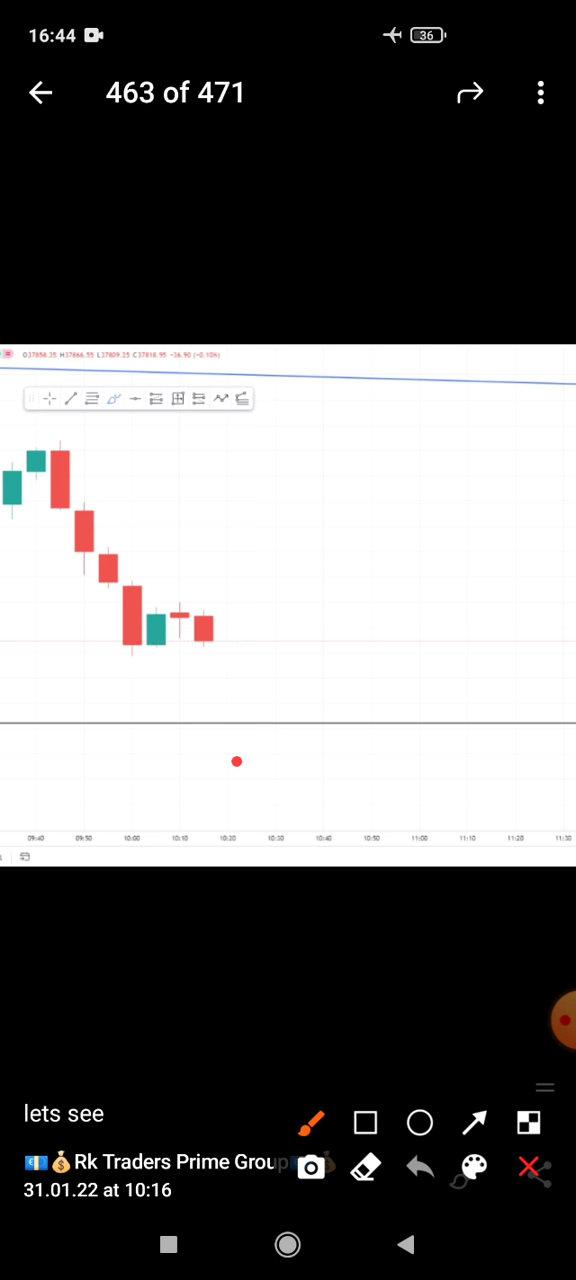 16:44 36
463 of 471
O37858.35 H37866.55 L37809.25 C37818.95 -36.90 (-0.10%)
09:40 09:50 10:00 10:10 10:20 10:30 10:40 10:50 11:00 11:10 11:20 11:30
lets see
💶💰Rk Traders Prime Group💶💰
31.01.22 at 10:16